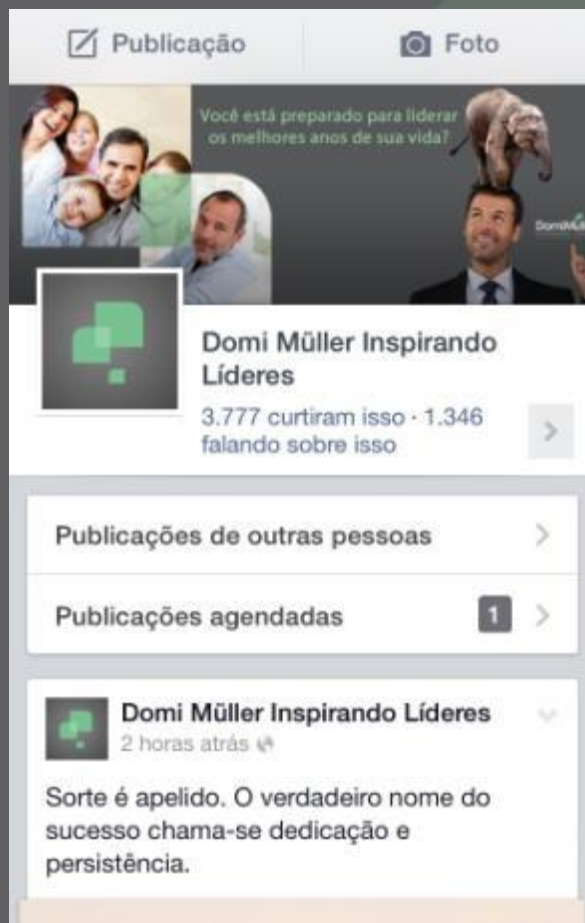 Publicação
Foto
Você está preparado para liderar
os melhores anos de sua vida?
Domi Müller Inspirando
Líderes
3.777 curtiram isso · 1.346
falando sobre isso
Publicações de outras pessoas
Publicações agendadas 1
Domi Müller Inspirando Líderes
2 horas atrás
Sorte é apelido. O verdadeiro nome do
sucesso chama-se dedicação e
persistência.